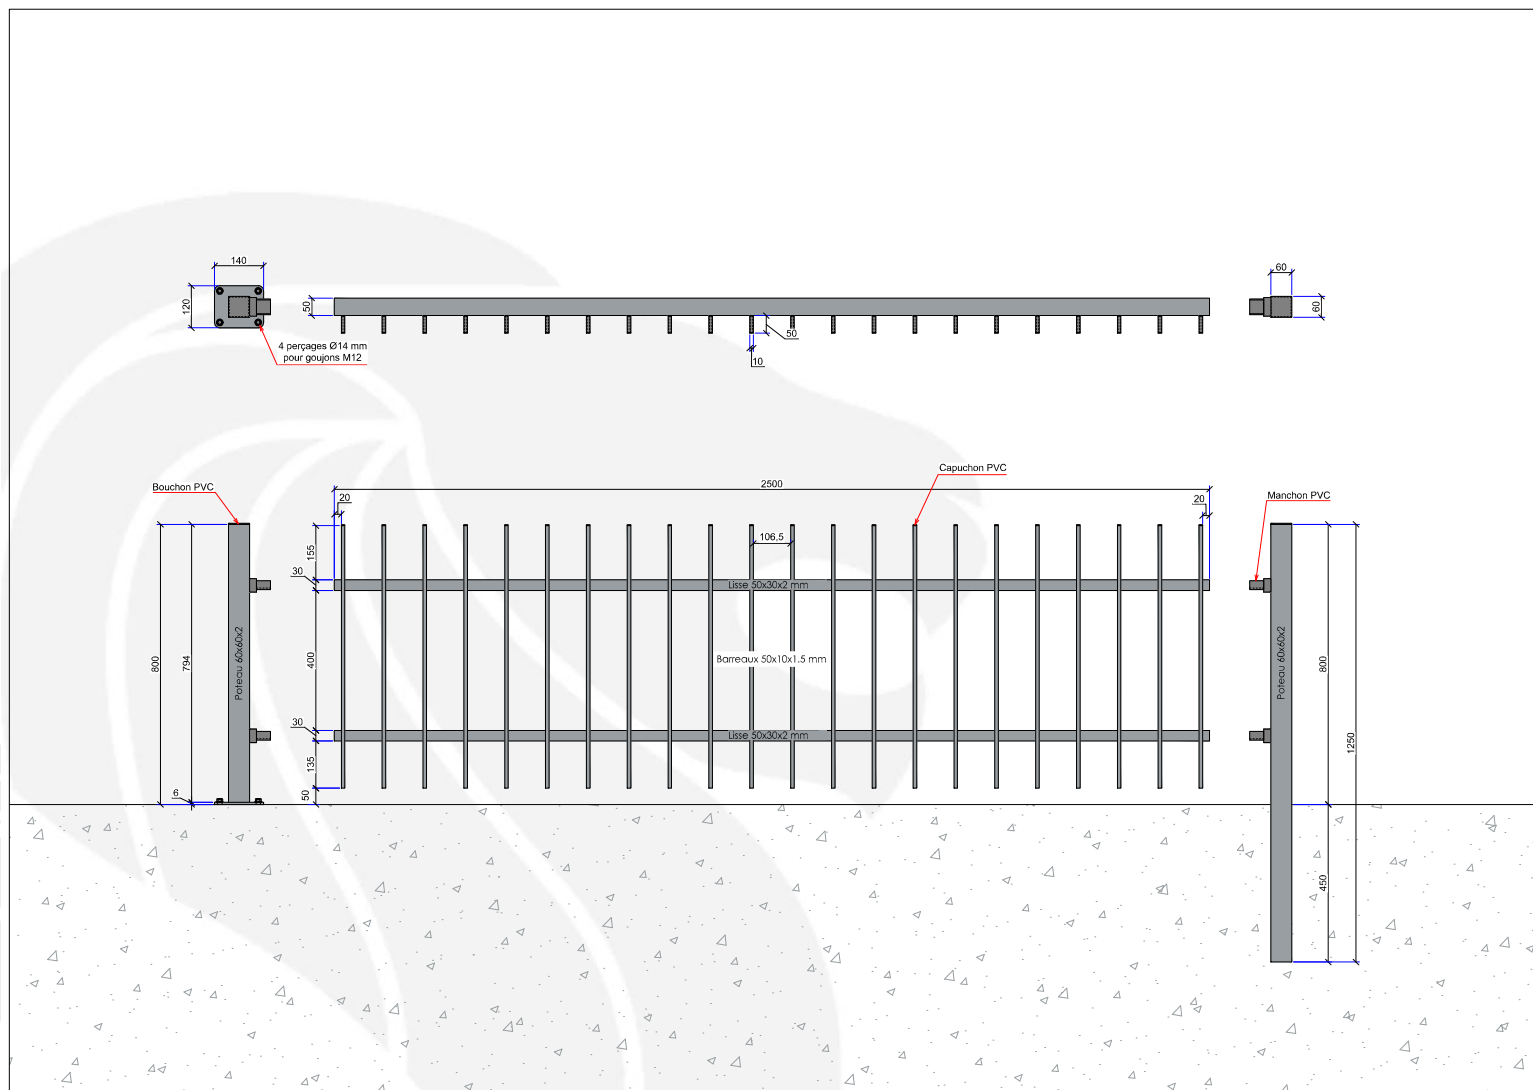 140
120
4 perçages Ø14 mm
pour goujons M12
50
50
10
60
60
Bouchon PVC
Capuchon PVC
Manchon PVC
2500
20
20
155
106,5
30
Lisse 50x30x2 mm
800
794
Poteau 60x60x2
400
Barreaux 50x10x1.5 mm
30
Lisse 50x30x2 mm
135
50
6
Poteau 60x60x2
800
1250
450